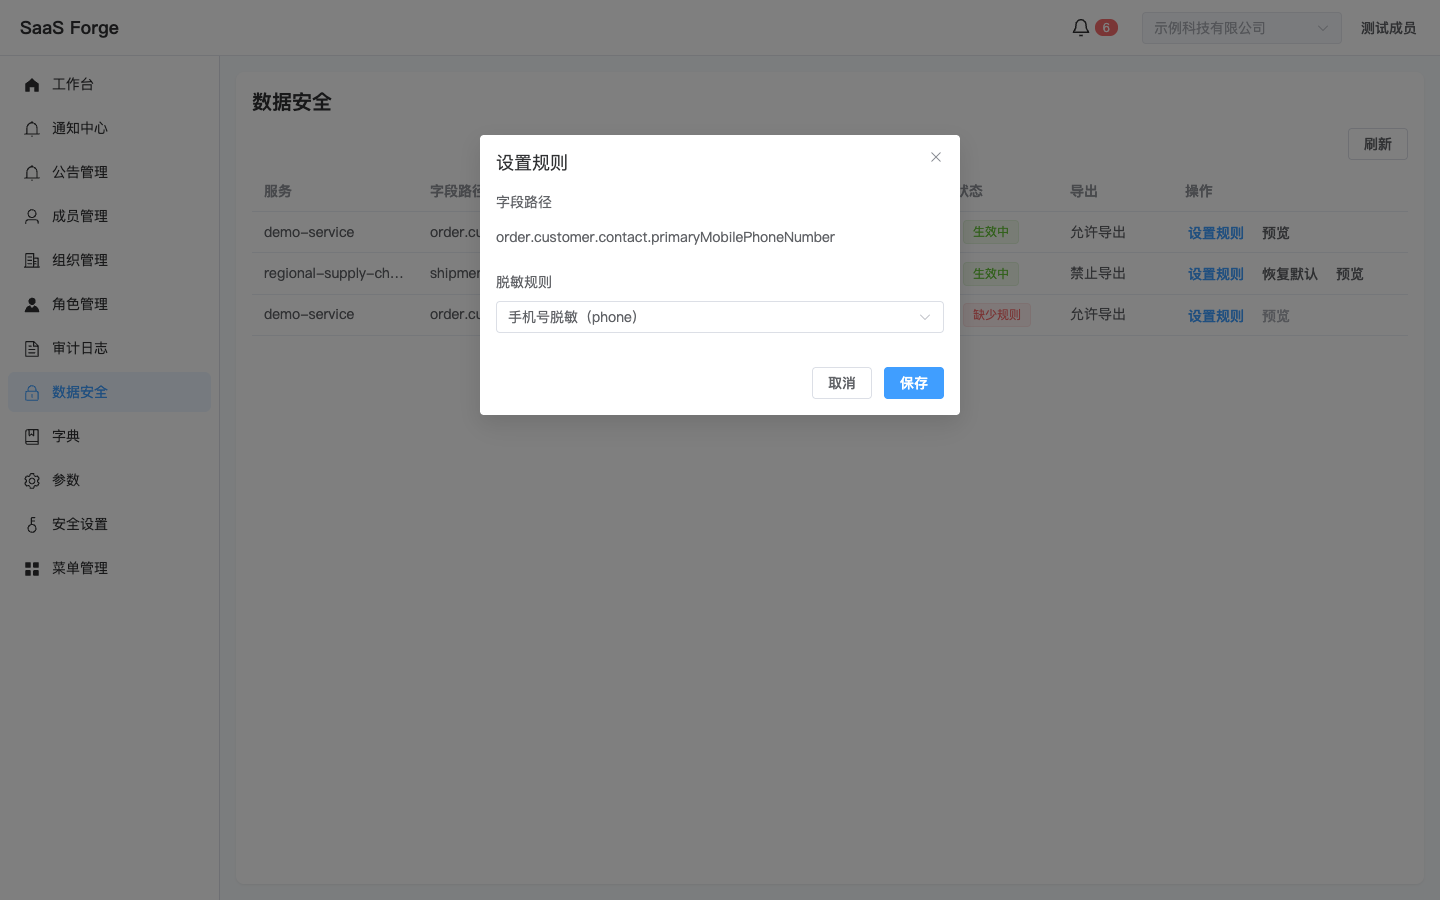 SaaS Forge
6
示例科技有限公司
测试成员
工作台
通知中心
公告管理
成员管理
组织管理
角色管理
审计日志
数据安全
字典
参数
安全设置
菜单管理
数据安全
刷新
服务 字段路径 状态 导出 操作
demo-service order.cu 生效中 允许导出 设置规则 预览
regional-supply-ch... shipmen 生效中 禁止导出 设置规则 恢复默认 预览
demo-service order.cu 缺少规则 允许导出 设置规则 预览
设置规则
字段路径
order.customer.contact.primaryMobilePhoneNumber
脱敏规则
手机号脱敏（phone）
取消 保存